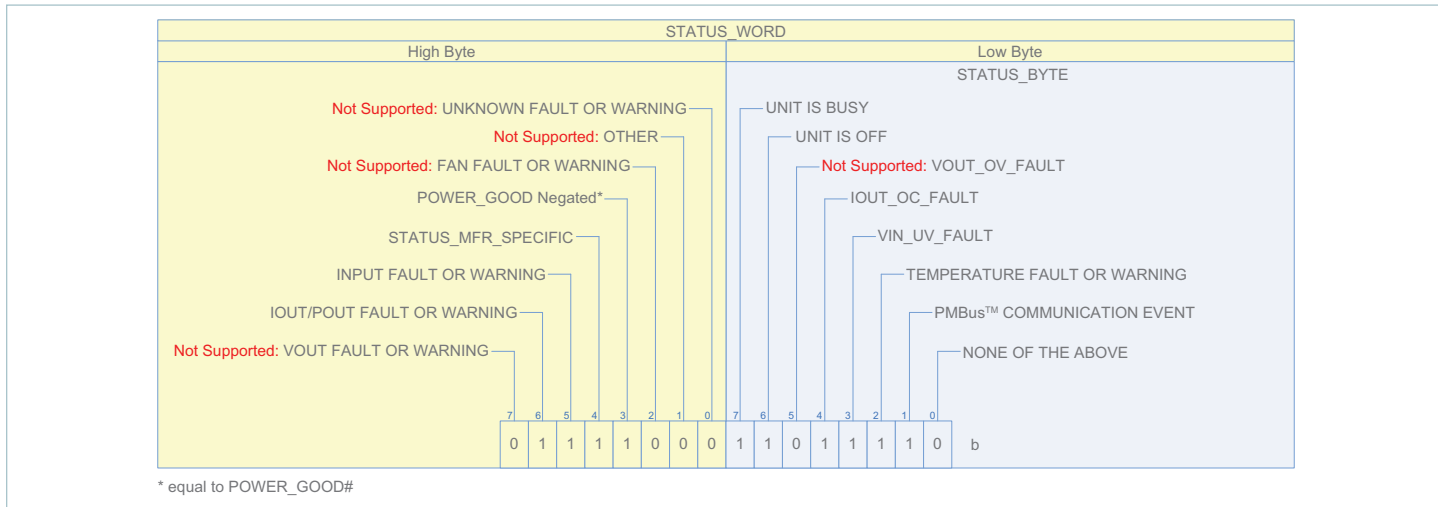 STATUS_WORD
High Byte Low Byte
STATUS_BYTE
Not Supported: UNKNOWN FAULT OR WARNING UNIT IS BUSY
Not Supported: OTHER UNIT IS OFF
Not Supported: FAN FAULT OR WARNING Not Supported: VOUT_OV_FAULT
POWER_GOOD Negated* IOUT_OC_FAULT
STATUS_MFR_SPECIFIC VIN_UV_FAULT
INPUT FAULT OR WARNING TEMPERATURE FAULT OR WARNING
IOUT/POUT FAULT OR WARNING PMBus™ COMMUNICATION EVENT
Not Supported: VOUT FAULT OR WARNING NONE OF THE ABOVE
7 6 5 4 3 2 1 0 7 6 5 4 3 2 1 0
0 1 1 1 1 0 0 0 1 1 0 1 1 1 1 0 b
* equal to POWER_GOOD#